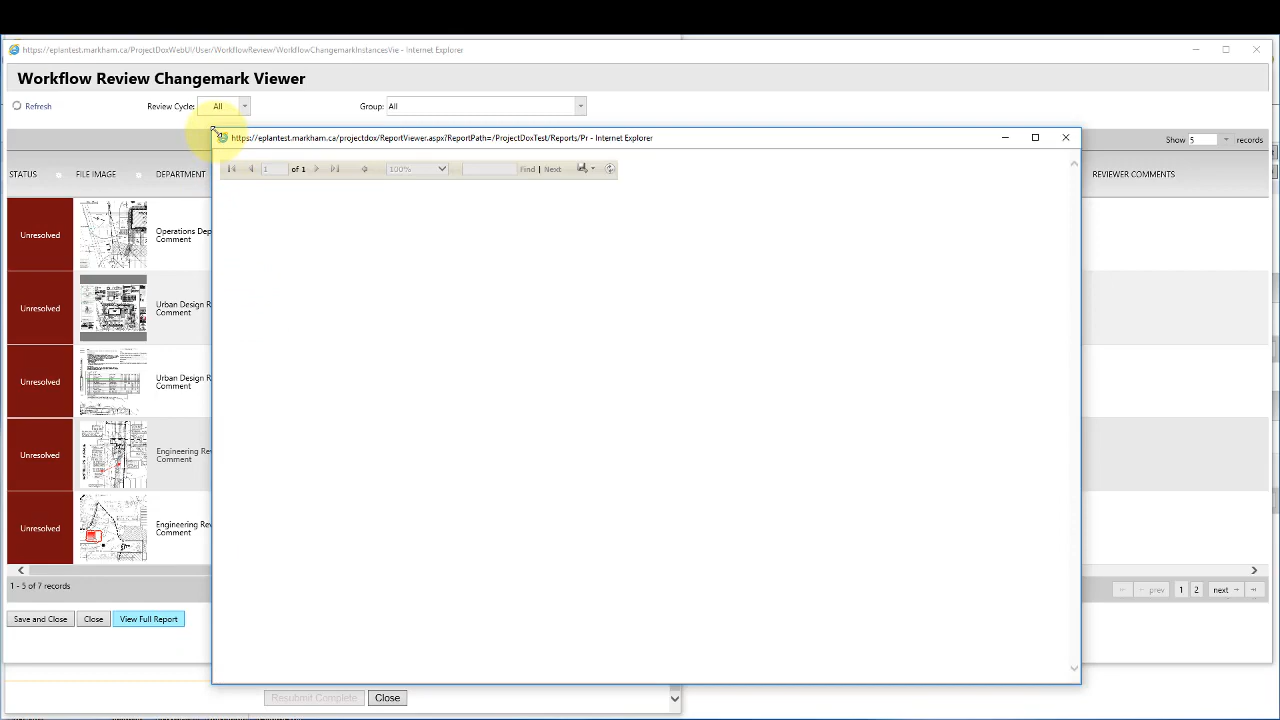 https://eplantest.markham.ca/ProjectDoxWebUI/User/WorkflowReview/WorkflowChangemarkInstancesVie - Internet Explorer
Workflow Review Changemark Viewer
Refresh
Review Cycle: All
Group: All
https://eplantest.markham.ca/projectdox/ReportViewer.aspx?ReportPath=/ProjectDoxTest/Reports/Pr - Internet Explorer
Show 5 records
1 of 1 100% Find | Next
STATUS FILE IMAGE DEPARTMENT REVIEWER COMMENTS
Unresolved
Operations Dep
Comment
Unresolved
Urban Design R
Comment
Unresolved
Urban Design R
Comment
Unresolved
Engineering Rev
Comment
Unresolved
Engineering Rev
Comment
1 - 5 of 7 records
prev 1 2 next
Save and Close Close View Full Report
Resubmit Complete Close